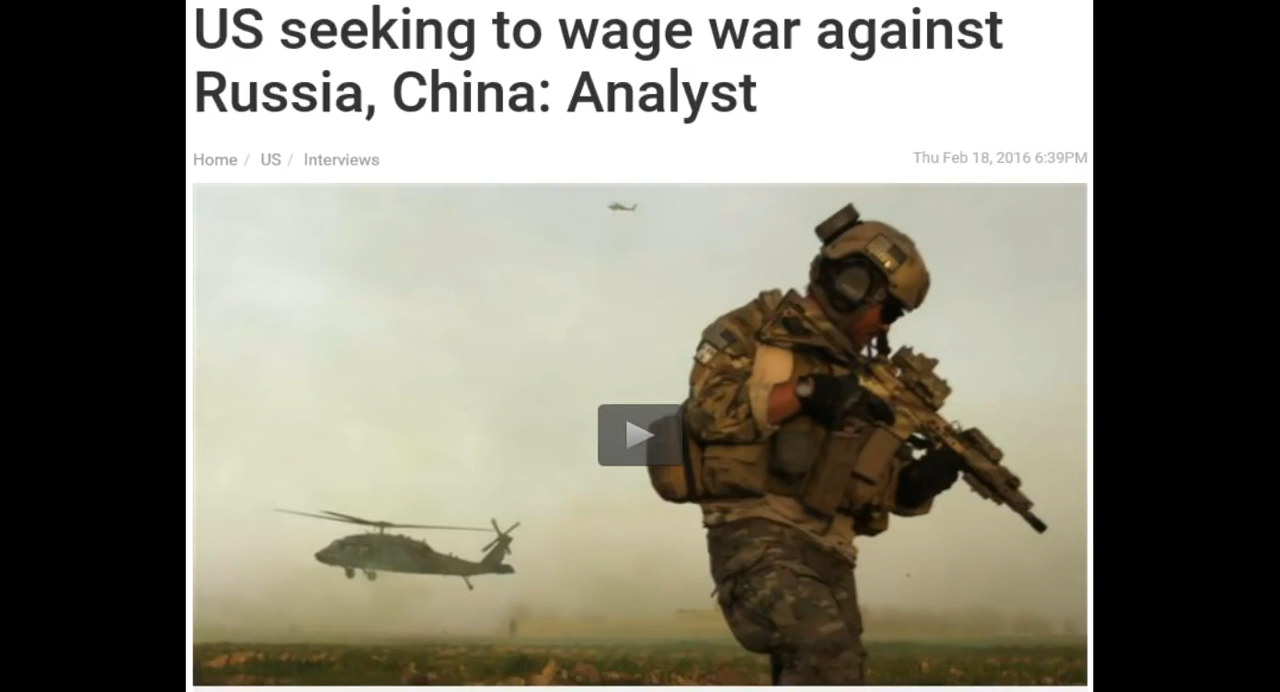 US seeking to wage war against
Russia, China: Analyst
Home / US / Interviews
Thu Feb 18, 2016 6:39PM